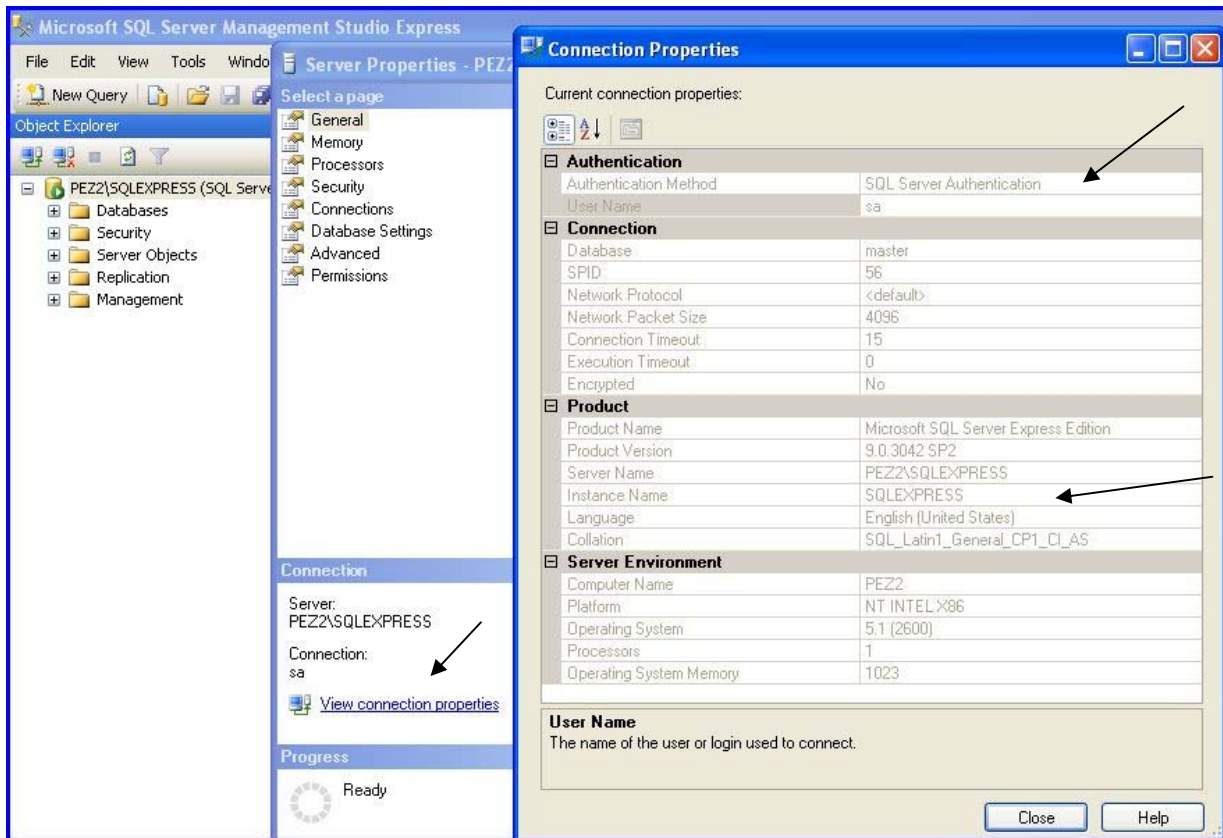 Microsoft SQL Server Management Studio Express
File Edit View Tools Windo
New Query
Object Explorer
PEZ2\SQLEXPRESS (SQL Serve
Databases
Security
Server Objects
Replication
Management
Server Properties - PEZ2
Select a page
General
Memory
Processors
Security
Connections
Database Settings
Advanced
Permissions
Connection
Server:
PEZ2\SQLEXPRESS
Connection:
sa
View connection properties
Progress
Ready
Connection Properties
Current connection properties:
Authentication
Authentication Method SQL Server Authentication
User Name sa
Connection
Database master
SPID 56
Network Protocol <default>
Network Packet Size 4096
Connection Timeout 15
Execution Timeout 0
Encrypted No
Product
Product Name Microsoft SQL Server Express Edition
Product Version 9.0.3042 SP2
Server Name PEZ2\SQLEXPRESS
Instance Name SQLEXPRESS
Language English (United States)
Collation SQL_Latin1_General_CP1_CI_AS
Server Environment
Computer Name PEZ2
Platform NT INTEL X86
Operating System 5.1 (2600)
Processors 1
Operating System Memory 1023
User Name
The name of the user or login used to connect.
Close Help